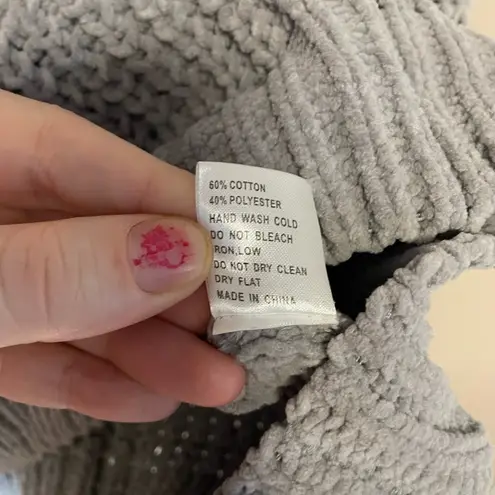 60% COTTON
40% POLYESTER
HAND WASH COLD
DO NOT BLEACH
RON,LOW
DO NOT DRY CLEAN
DRY FLAT
MADE IN CHINA